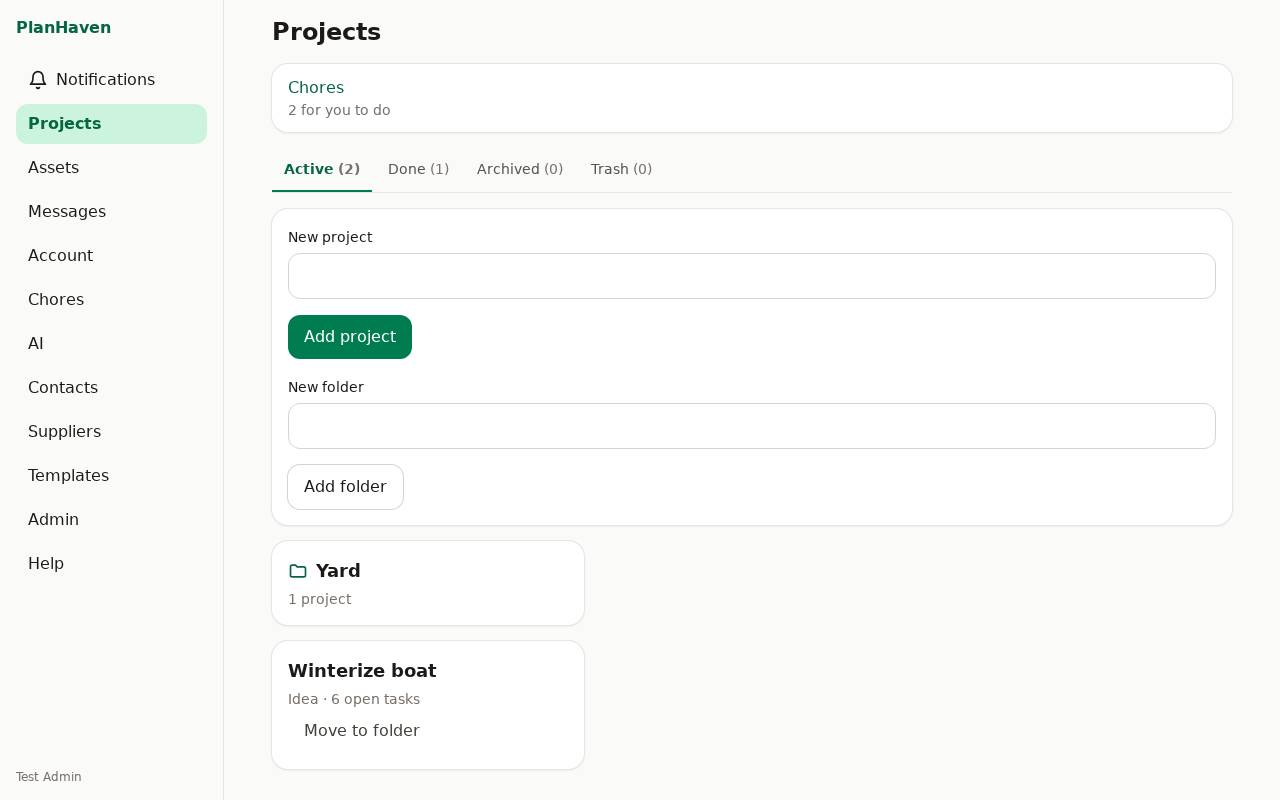 PlanHaven
Notifications
Projects
Assets
Messages
Account
Chores
AI
Contacts
Suppliers
Templates
Admin
Help
Test Admin
Projects
Chores
2 for you to do
Active (2) Done (1) Archived (0) Trash (0)
New project
Add project
New folder
Add folder
Yard
1 project
Winterize boat
Idea · 6 open tasks
Move to folder